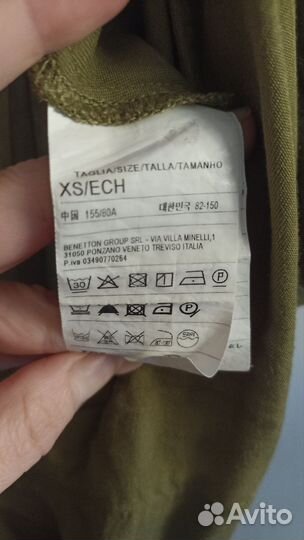 TAGLIA/SIZE/TALLA/TAMANHO
XS/ECH
中国 155/80A 대한민국 82-150
BENETTON GROUP SRL - VIA VILLA MINELLI,1
31050 PONZANO VENETO TREVISO ITALIA
P.iva 03490770264
30 P
Avito